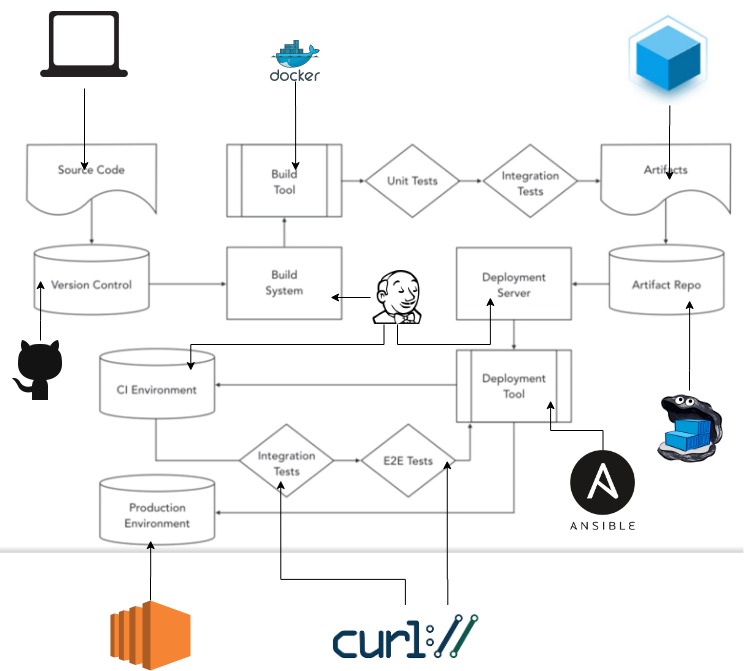 docker
Source Code
Build
Tool
Unit Tests
Integration
Tests
Artifacts
Version Control
Build
System
Deployment
Server
Artifact Repo
CI Environment
Deployment
Tool
Integration
Tests
E2E Tests
Production
Environment
ANSIBLE
curl://